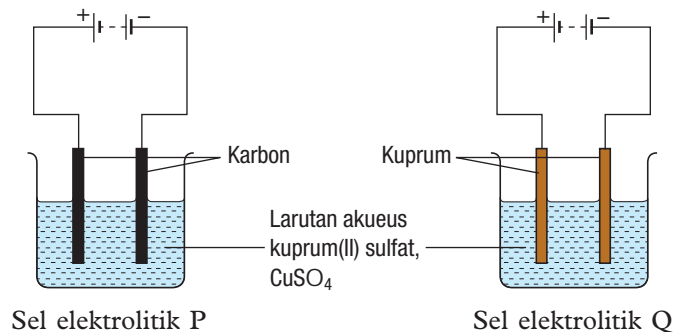 + −
+ −
Karbon
Kuprum
Larutan akueus
kuprum(II) sulfat,
CuSO₄
Sel elektrolitik P
Sel elektrolitik Q